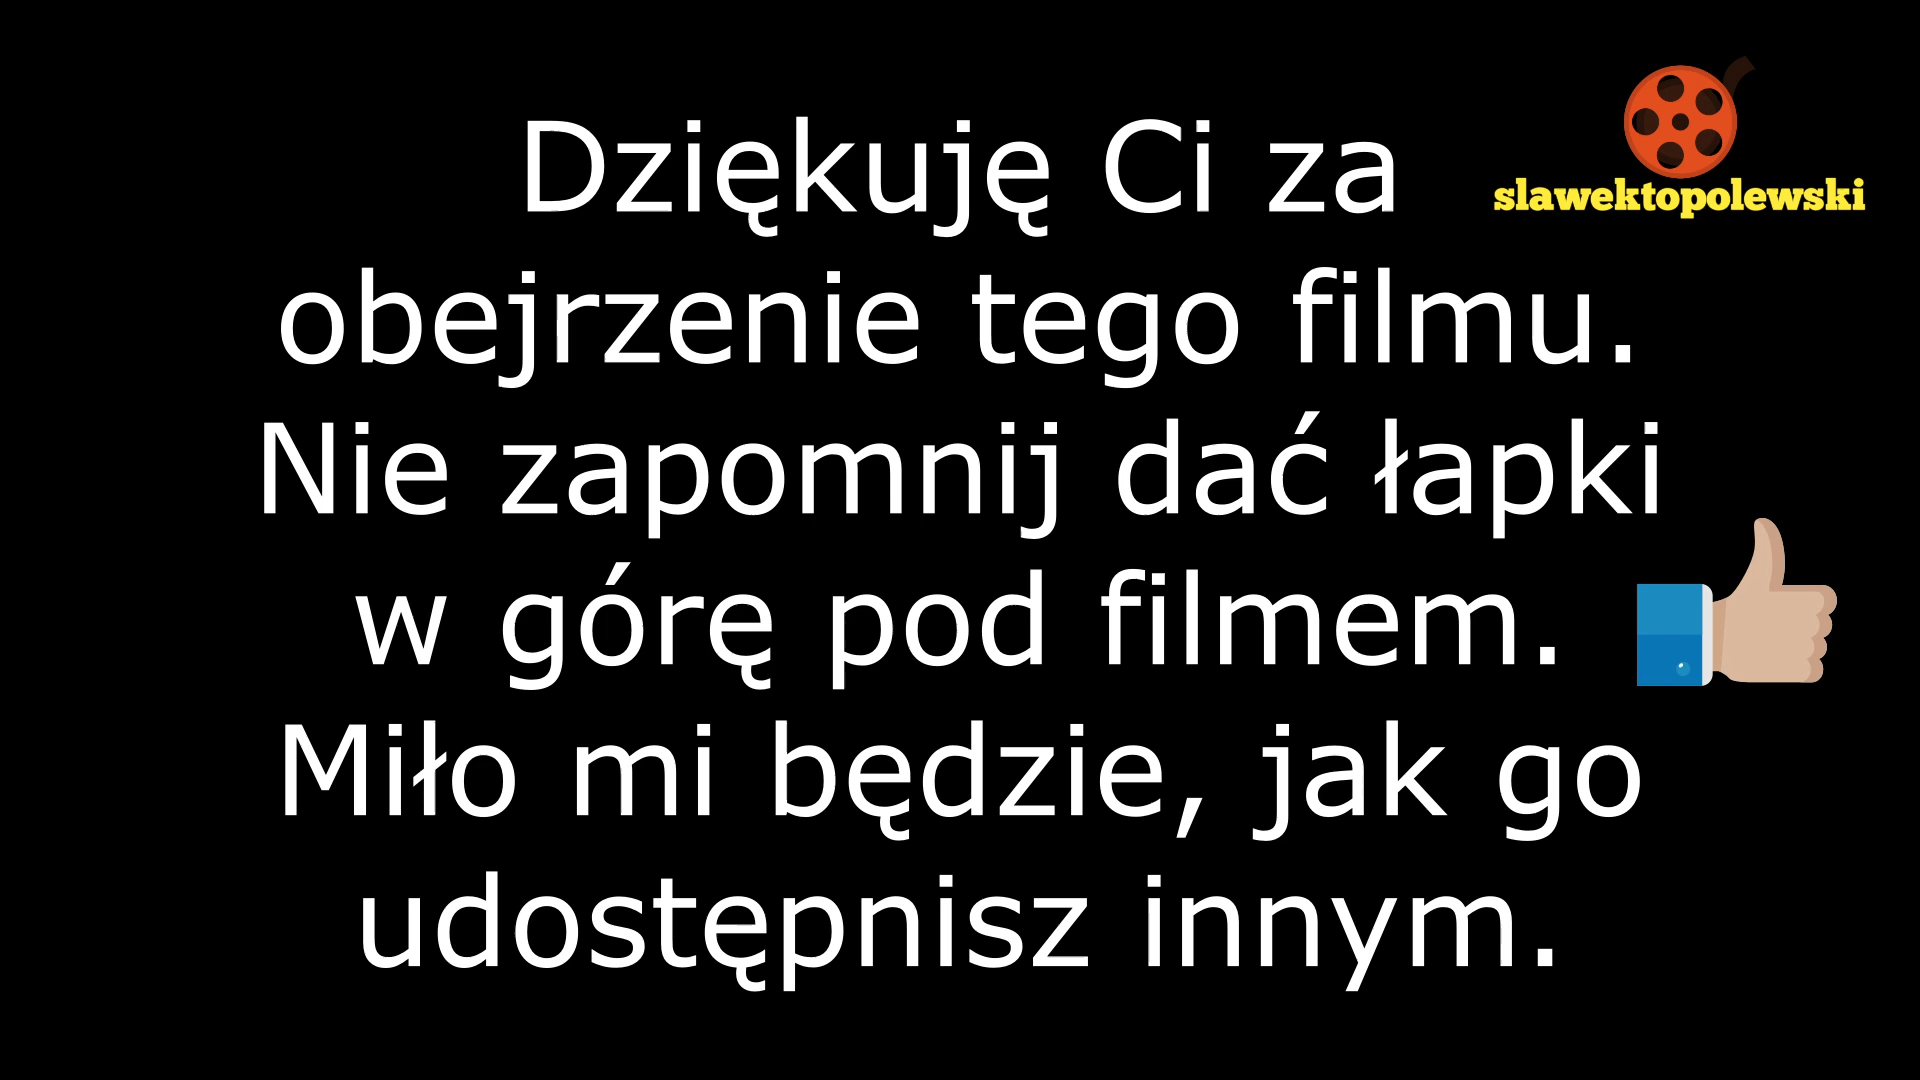 Dziękuję Ci za
slawektopolewski
obejrzenie tego filmu.
Nie zapomnij dać łapki
w górę pod filmem.
Miło mi będzie, jak go
udostępnisz innym.